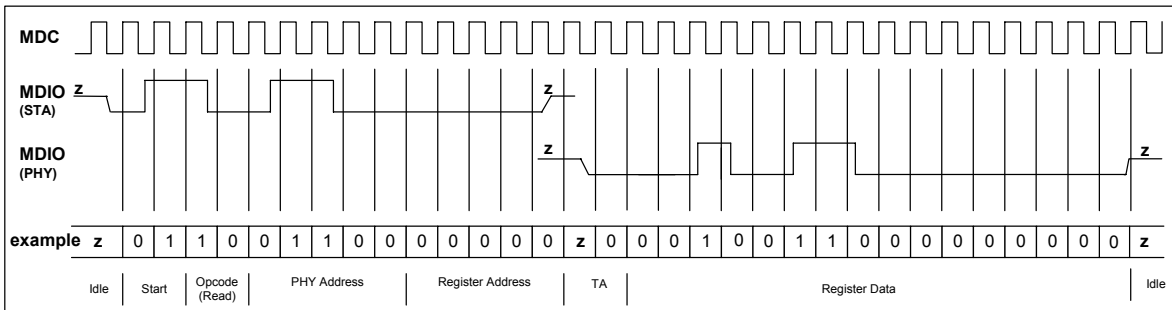 MDC
MDIO z z
(STA)
MDIO z z
(PHY)
example z 0 1 1 0 0 1 1 0 0 0 0 0 0 0 z 0 0 0 1 0 0 1 1 0 0 0 0 0 0 0 0 0 z
Idle Start Opcode PHY Address Register Address TA Register Data Idle
(Read)